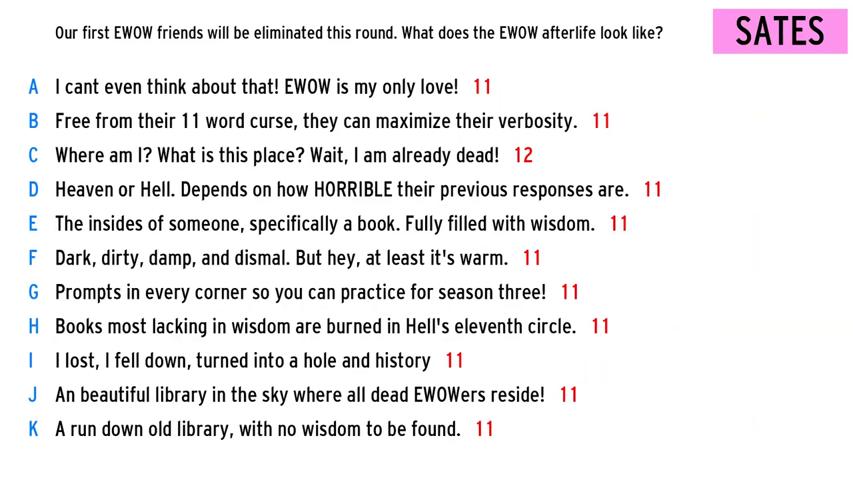 Our first EWOW friends will be eliminated this round. What does the EWOW afterlife look like?
SATES
A I cant even think about that! EWOW is my only love! 11
B Free from their 11 word curse, they can maximize their verbosity. 11
C Where am I? What is this place? Wait, I am already dead! 12
D Heaven or Hell. Depends on how HORRIBLE their previous responses are. 11
E The insides of someone, specifically a book. Fully filled with wisdom. 11
F Dark, dirty, damp, and dismal. But hey, at least it's warm. 11
G Prompts in every corner so you can practice for season three! 11
H Books most lacking in wisdom are burned in Hell's eleventh circle. 11
I I lost, I fell down, turned into a hole and history 11
J An beautiful library in the sky where all dead EWOWers reside! 11
K A run down old library, with no wisdom to be found. 11